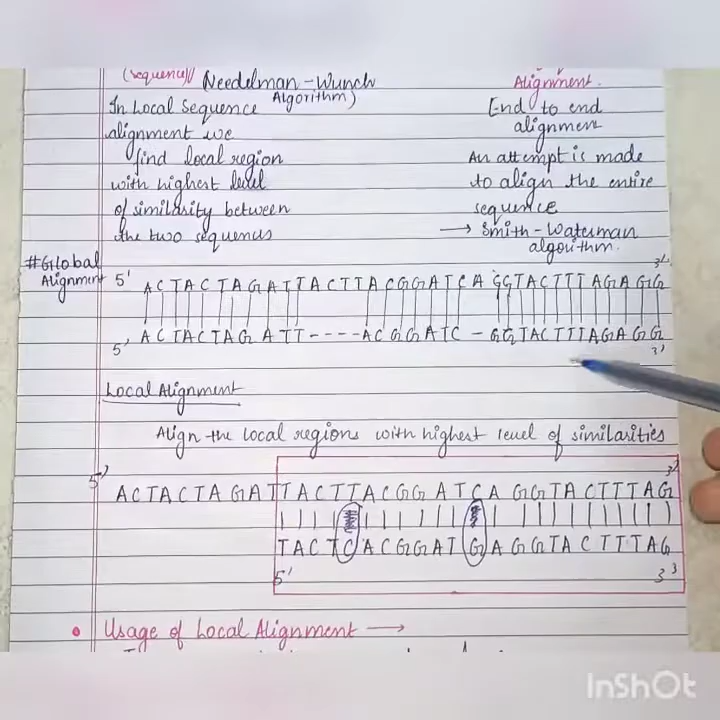 (Sequence) Needelman-Wunch
Algorithm)
Alignment.
In Local Sequence
alignment we
find local region
with highest level
of similarity between
the two sequences
End to end
alignment
An attempt is made
to align the entire
sequence
→ Smith-Waterman
algorithm.
#Global
Alignment
3'
5' ACTACTAGATTACTTACGGATCAGGTACTTTAGAGG
ACTACTAGATT----ACGGATC-GGTACTTTAGAGG
5' 3'
Local Alignment
Align the local regions with highest level of similarities
5' 3'
ACTACTAGATTACTTACGGATCAGGTACTTTAG
TACTCACGGATGAGGTACTTTAG
5' 3 3
• Usage of Local Alignment →
InShOt